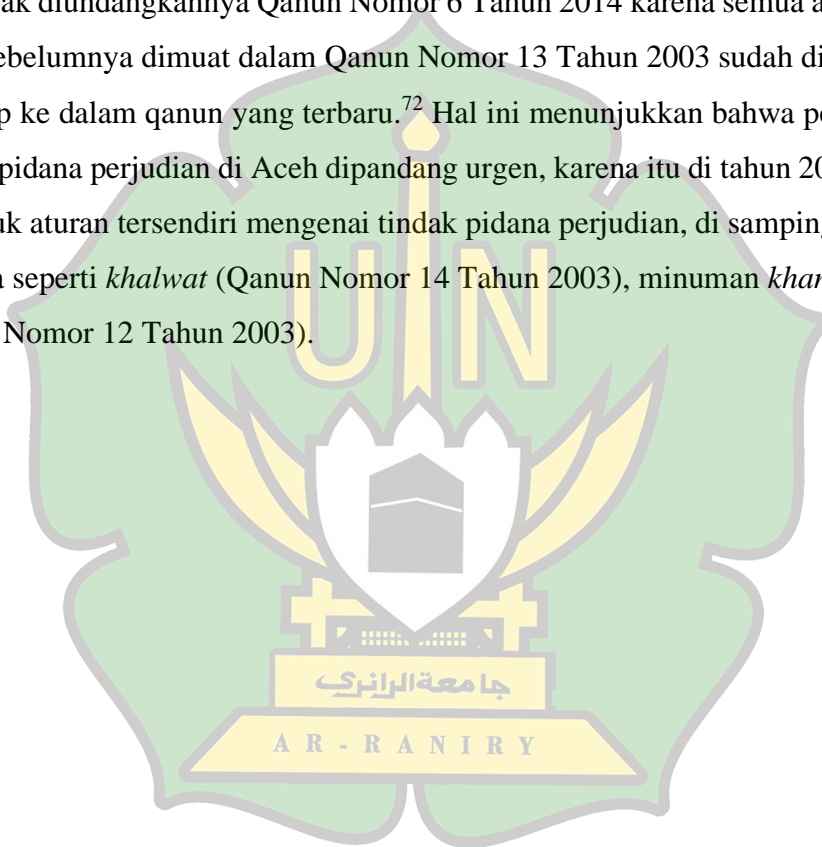 ak diundangkannya Qanun Nomor 6 Tahun 2014 karena semua a
ebelumnya dimuat dalam Qanun Nomor 13 Tahun 2003 sudah di
p ke dalam qanun yang terbaru.72 Hal ini menunjukkan bahwa pe
pidana perjudian di Aceh dipandang urgen, karena itu di tahun 20
uk aturan tersendiri mengenai tindak pidana perjudian, di samping
a seperti khalwat (Qanun Nomor 14 Tahun 2003), minuman khan
Nomor 12 Tahun 2003).
UIN
جامعة الرانري
AR-RANIRY